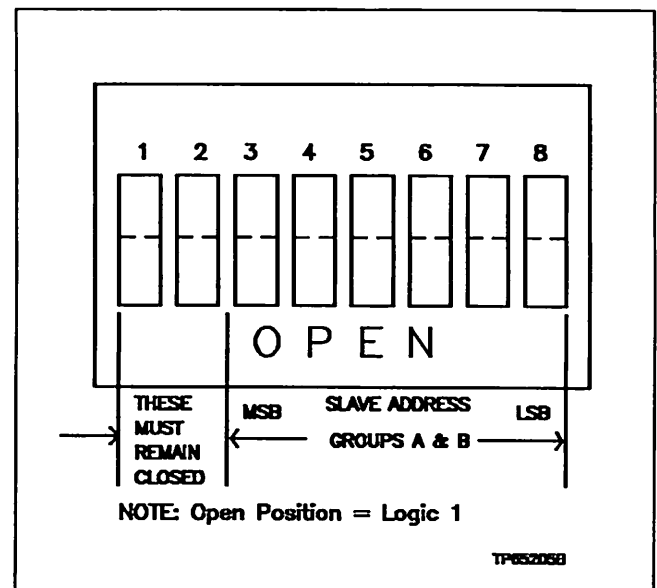 1 2 3 4 5 6 7 8
OPEN
THESE
MUST
REMAIN
CLOSED
MSB
SLAVE ADDRESS
LSB
GROUPS A & B
NOTE: Open Position = Logic 1
TP65205B